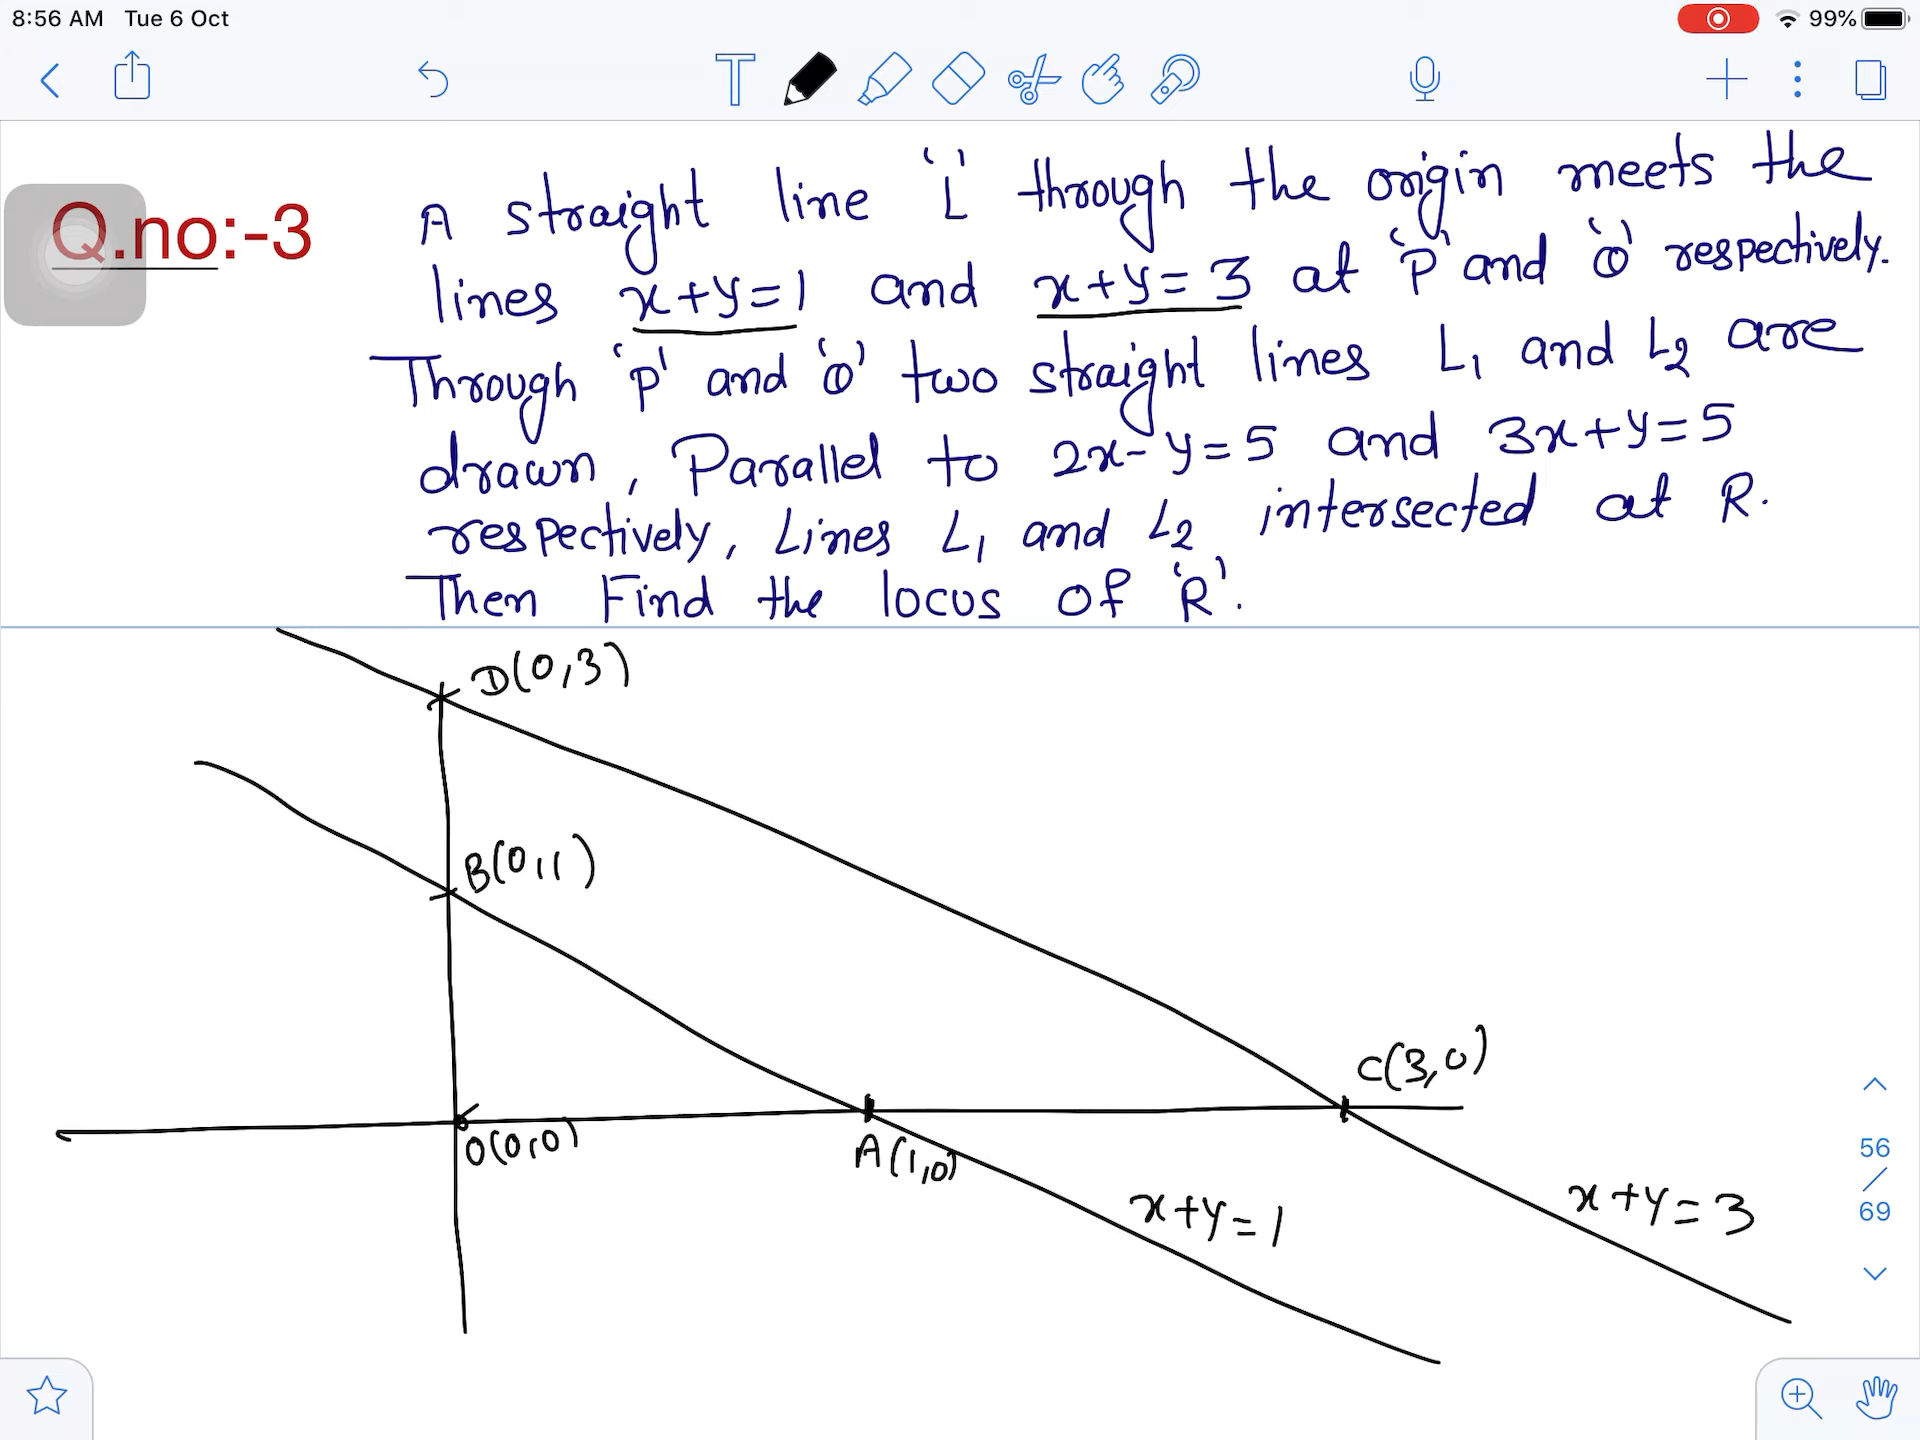 8:56 AM Tue 6 Oct
99%
Q.no:-3
A straight line 'L' through the origin meets the
lines x+y=1 and x+y=3 at 'P' and 'Q' respectively.
Through 'P' and 'Q' two straight lines L1 and L2 are
drawn, Parallel to 2x-y=5 and 3x+y=5
respectively, Lines L1 and L2 intersected at R.
Then Find the locus of 'R'.
D(0,3)
B(0,1)
C(3,0)
O(0,0)
A(1,0)
x+y=1
x+y=3
56
/
69